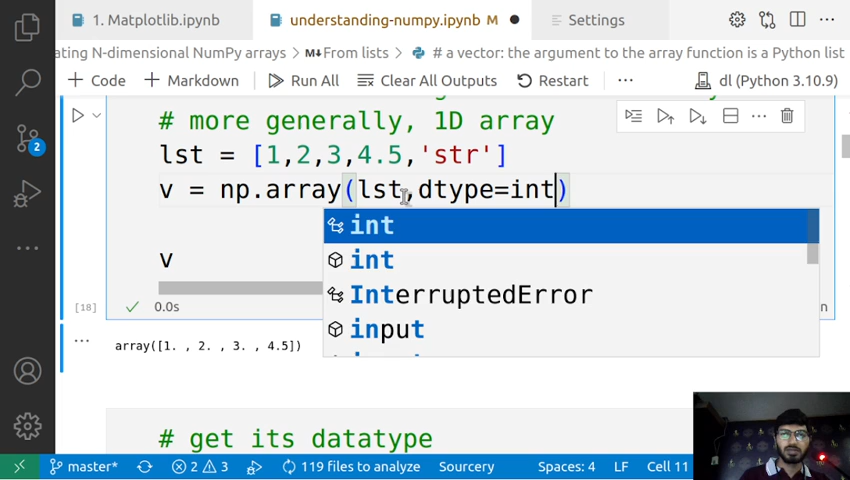 1. Matplotlib.ipynb
understanding-numpy.ipynb M
Settings
ating N-dimensional NumPy arrays > M↓From lists > # a vector: the argument to the array function is a Python list
+ Code + Markdown Run All Clear All Outputs Restart ... dl (Python 3.10.9)
# more generally, 1D array
lst = [1,2,3,4.5,'str']
v = np.array(lst,dtype=int)
int
int
InterruptedError
input
v
[18] ✓ 0.0s
array([1. , 2. , 3. , 4.5])
# get its datatype
2
master* 2 3 119 files to analyze Sourcery Spaces: 4 LF Cell 11